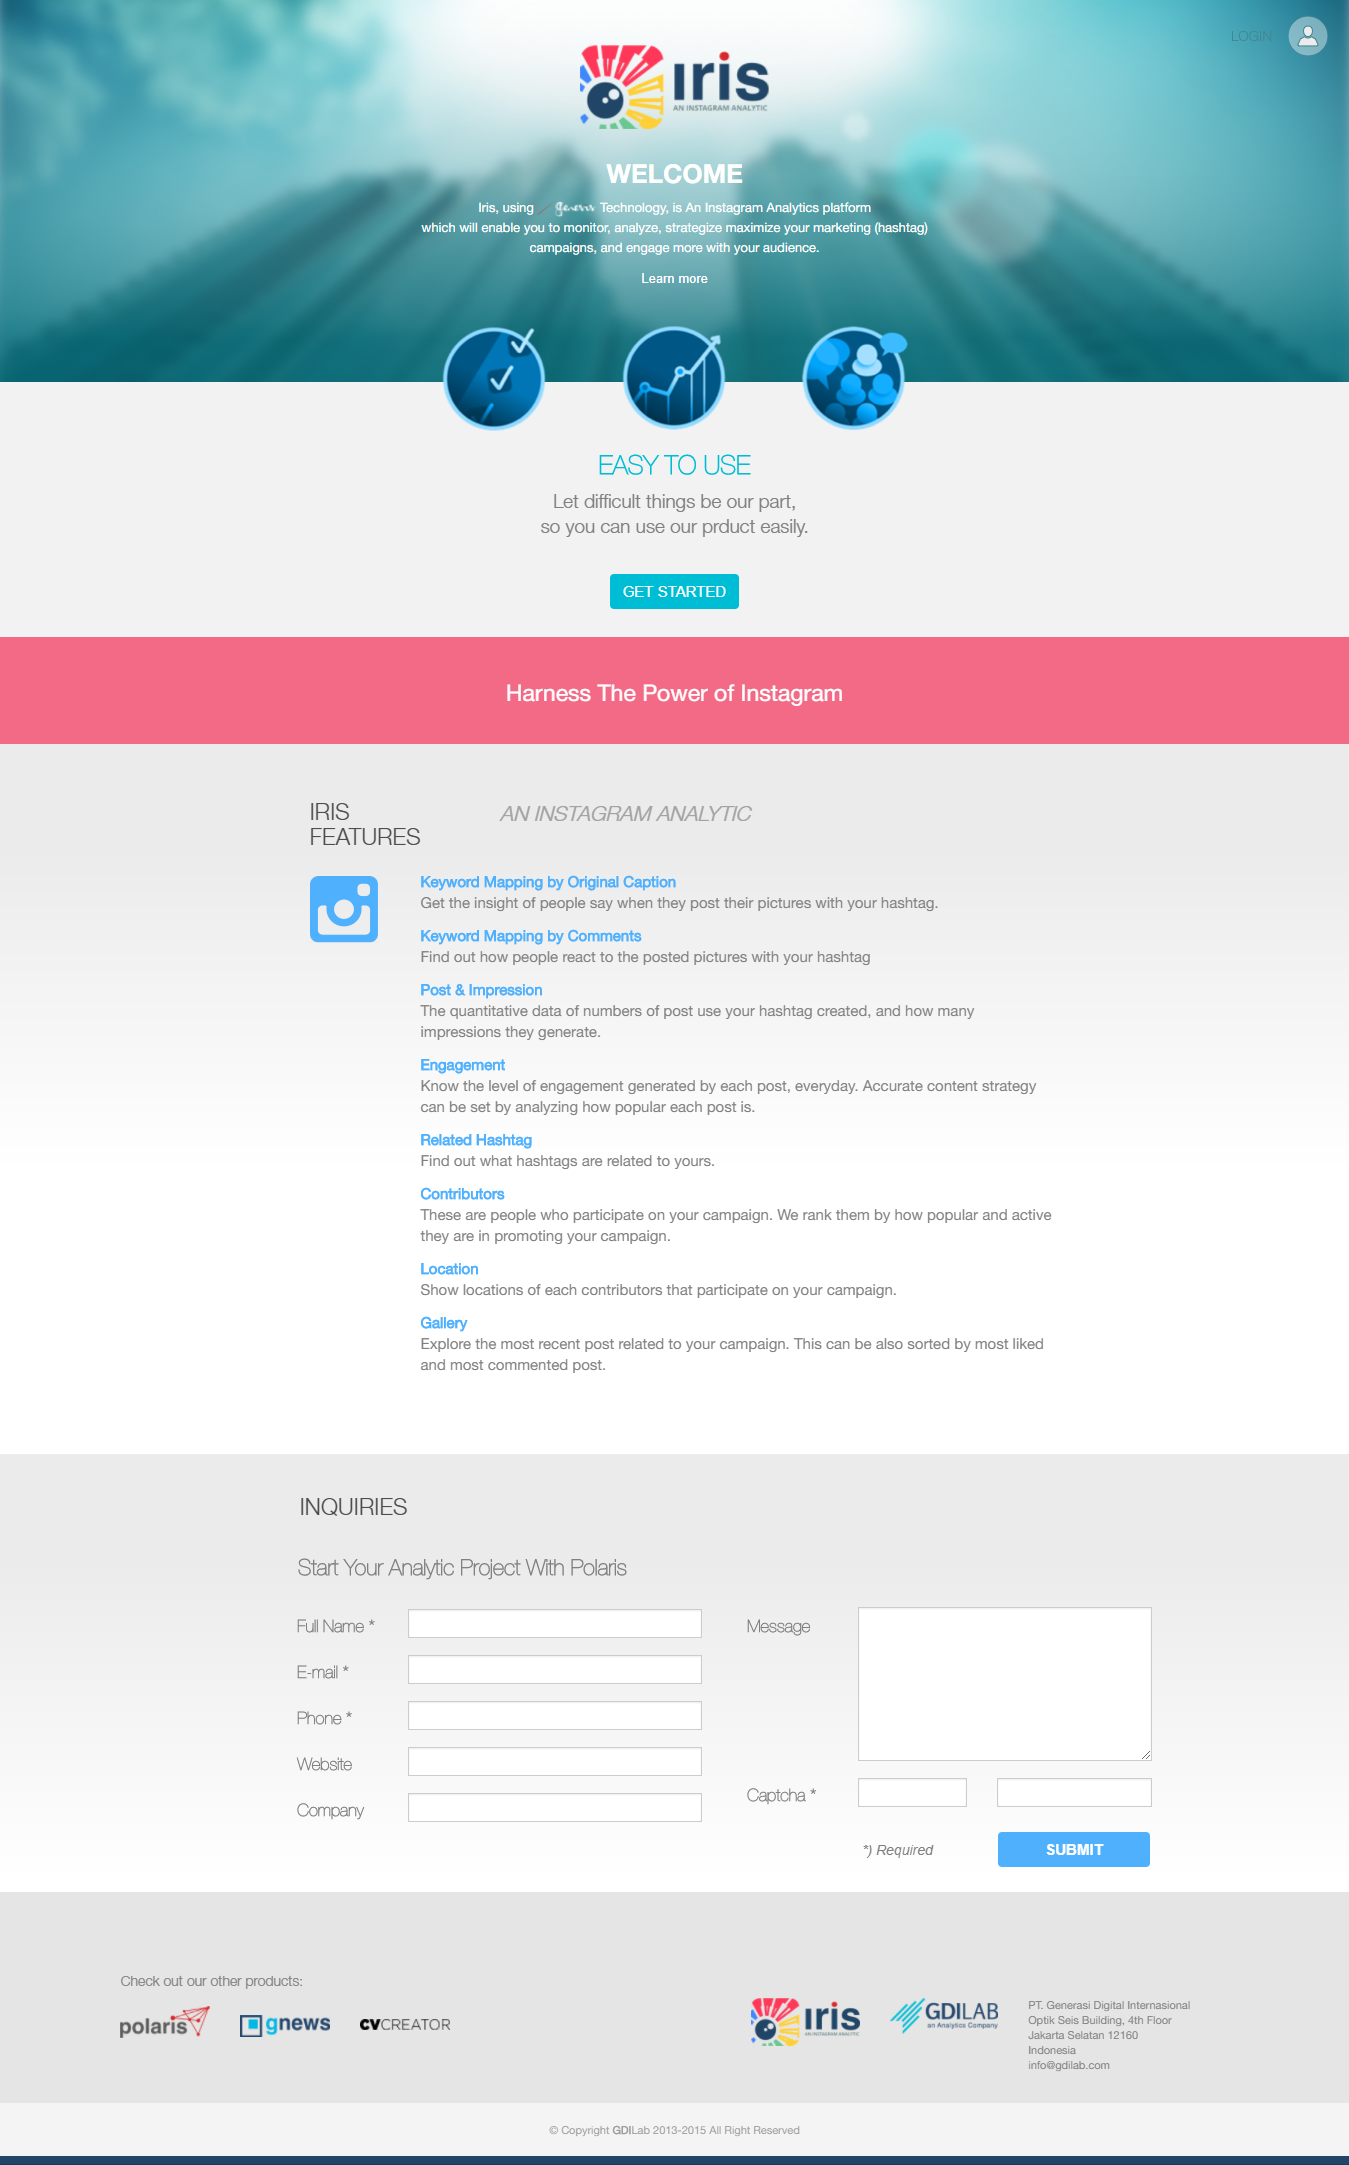 LOGIN
iris
AN INSTAGRAM ANALYTIC
WELCOME
Iris, using genesis Technology, is An Instagram Analytics platform
which will enable you to monitor, analyze, strategize maximize your marketing (hashtag)
campaigns, and engage more with your audience.
Learn more
EASY TO USE
Let difficult things be our part,
so you can use our prduct easily.
GET STARTED
Harness The Power of Instagram
IRIS
FEATURES
AN INSTAGRAM ANALYTIC
Keyword Mapping by Original Caption
Get the insight of people say when they post their pictures with your hashtag.
Keyword Mapping by Comments
Find out how people react to the posted pictures with your hashtag
Post & Impression
The quantitative data of numbers of post use your hashtag created, and how many
impressions they generate.
Engagement
Know the level of engagement generated by each post, everyday. Accurate content strategy
can be set by analyzing how popular each post is.
Related Hashtag
Find out what hashtags are related to yours.
Contributors
These are people who participate on your campaign. We rank them by how popular and active
they are in promoting your campaign.
Location
Show locations of each contributors that participate on your campaign.
Gallery
Explore the most recent post related to your campaign. This can be also sorted by most liked
and most commented post.
INQUIRIES
Start Your Analytic Project With Polaris
Full Name *
E-mail *
Phone *
Website
Company
Message
Captcha *
*) Required
SUBMIT
Check out our other products:
polaris
gnews
CVCREATOR
iris
AN INSTAGRAM ANALYTIC
GDILAB
an Analytics Company
PT. Generasi Digital Internasional
Optik Seis Building, 4th Floor
Jakarta Selatan 12160
Indonesia
info@gdilab.com
© Copyright GDILab 2013-2015 All Right Reserved